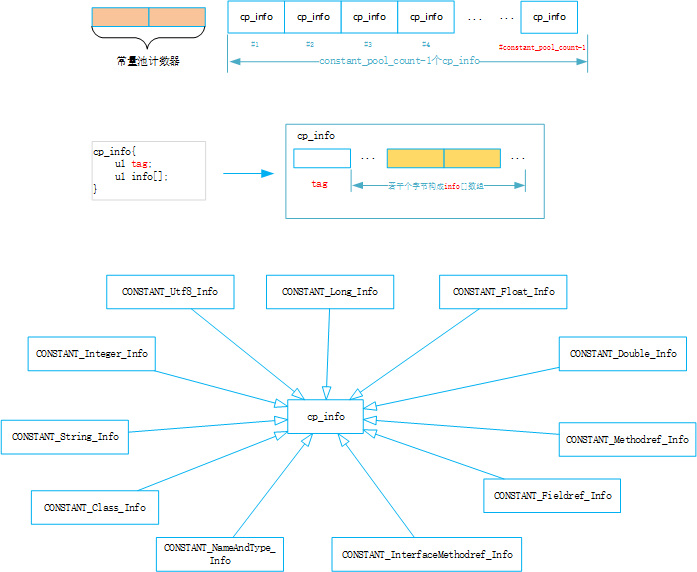 cp_info cp_info cp_info cp_info ... ... cp_info
常量池计数器
#1 #2 #3 #4 #constant_pool_count-1
constant_pool_count-1个cp_info
cp_info{
u1 tag;
u1 info[];
}
cp_info
... ...
tag
若干个字节构成info[]数组
CONSTANT_Utf8_Info
CONSTANT_Long_Info
CONSTANT_Float_Info
CONSTANT_Integer_Info
CONSTANT_Double_Info
cp_info
CONSTANT_String_Info
CONSTANT_Methodref_Info
CONSTANT_Class_Info
CONSTANT_Fieldref_Info
CONSTANT_NameAndType_
Info
CONSTANT_InterfaceMethodref_Info